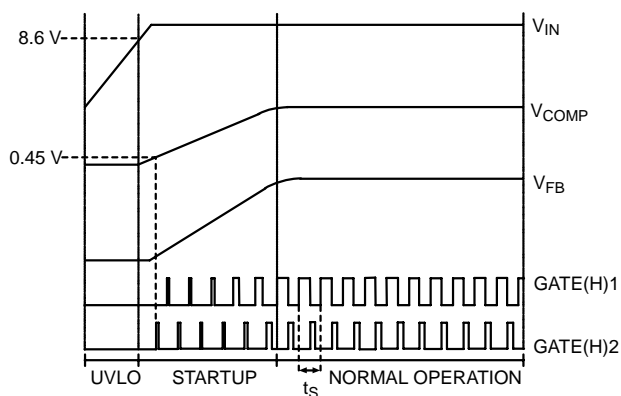 8.6 V
V_IN
V_COMP
0.45 V
V_FB
GATE(H)1
GATE(H)2
UVLO
STARTUP
t_S
NORMAL OPERATION